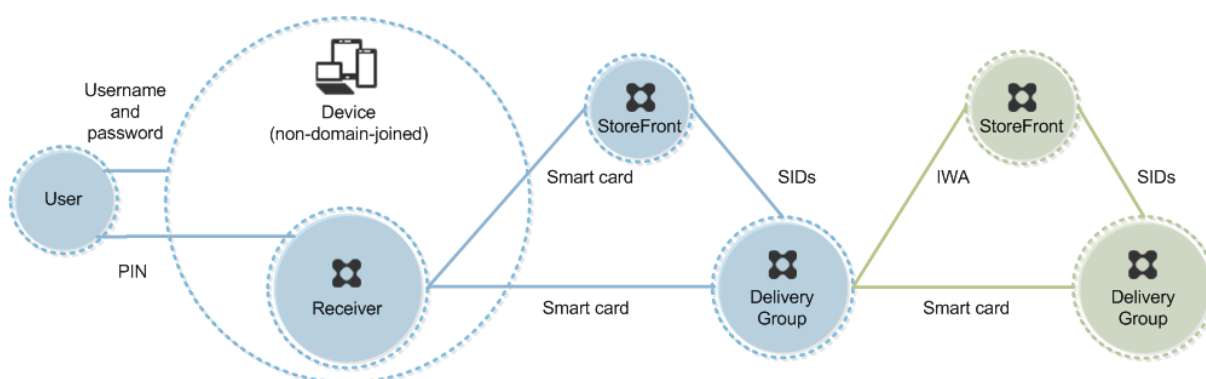 Username
and
password
Device
(non-domain-joined)
User
PIN
Receiver
StoreFront
Smart card
SIDs
Smart card
Delivery
Group
StoreFront
IWA
SIDs
Smart card
Delivery
Group